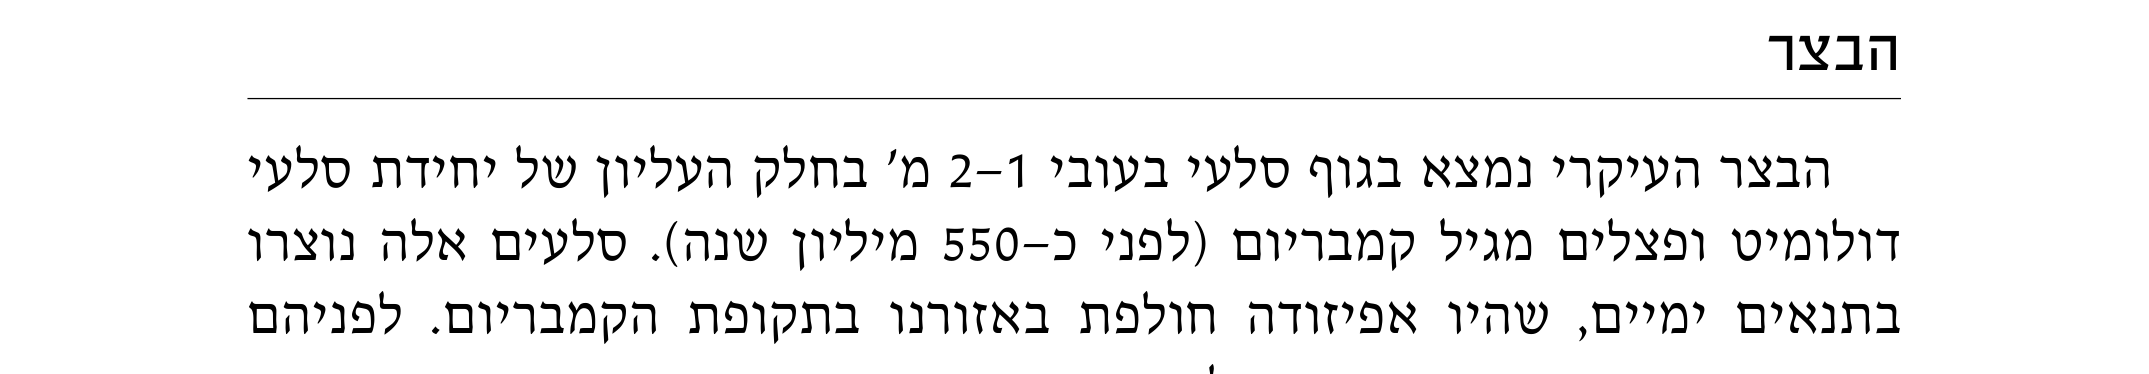 הבצר
הבצר העיקרי נמצא בגוף סלעי בעובי 1–2 מ' בחלק העליון של יחידת סלעי
דולומיט ופצלים מגיל קמבריום (לפני כ–550 מיליון שנה). סלעים אלה נוצרו
בתנאים ימיים, שהיו אפיזודה חולפת באזורנו בתקופת הקמבריום. לפניהם